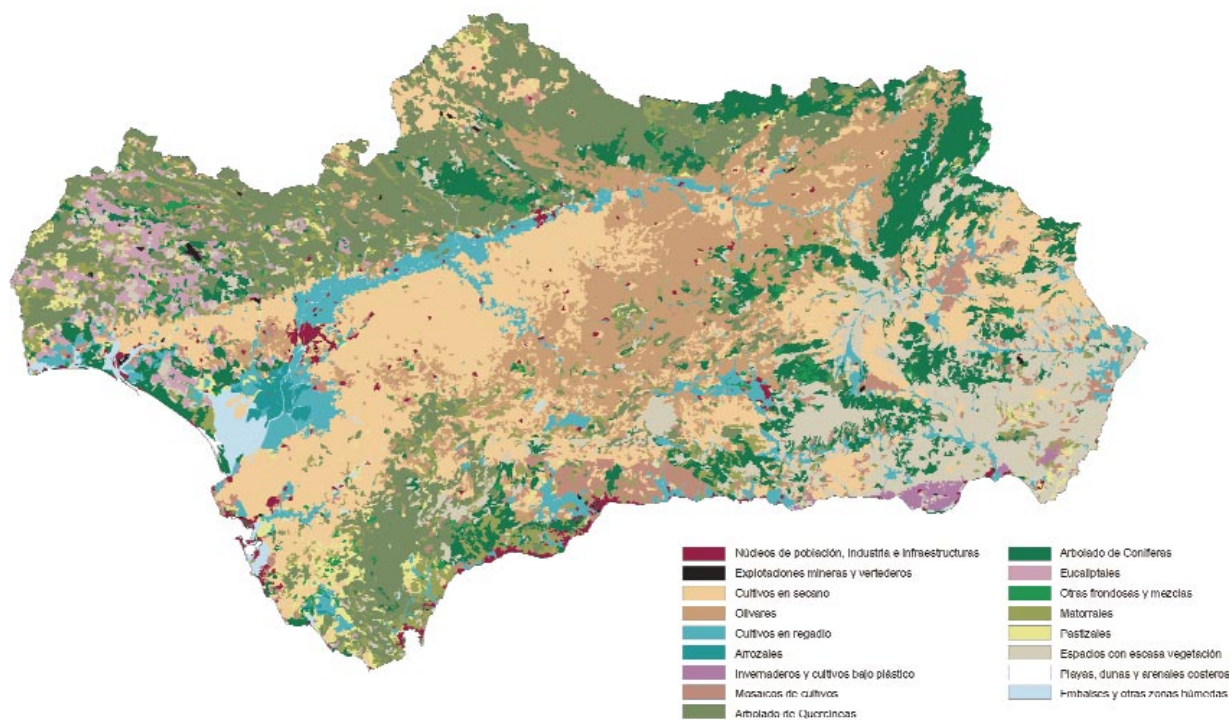 Núcleos de población, industria e infraestructuras
Explotaciones mineras y vertederos
Cultivos en secano
Olivares
Cultivos en regadío
Arrozales
Invernaderos y cultivos bajo plástico
Mosaicos de cultivos
Arbolado de Quercíneas
Arbolado de Coníferas
Eucaliptales
Otras frondosas y mezclas
Matorrales
Pastizales
Espacios con escasa vegetación
Playas, dunas y arenales costeros
Embalses y otras zonas húmedas